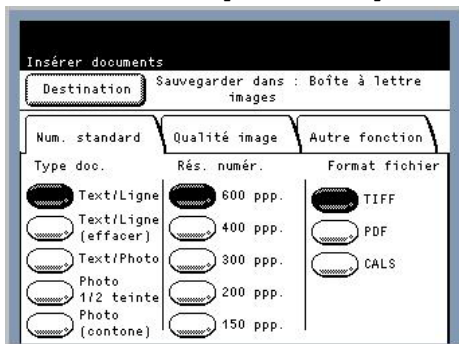 Insérer documents
Destination
Sauvegarder dans : Boîte à lettre
images
Num. standard
Qualité image
Autre fonction
Type doc.
Rés. numér.
Format fichier
Text/Ligne
Text/Ligne
(effacer)
Text/Photo
Photo
1/2 teinte
Photo
(contone)
600 ppp.
400 ppp.
300 ppp.
200 ppp.
150 ppp.
TIFF
PDF
CALS